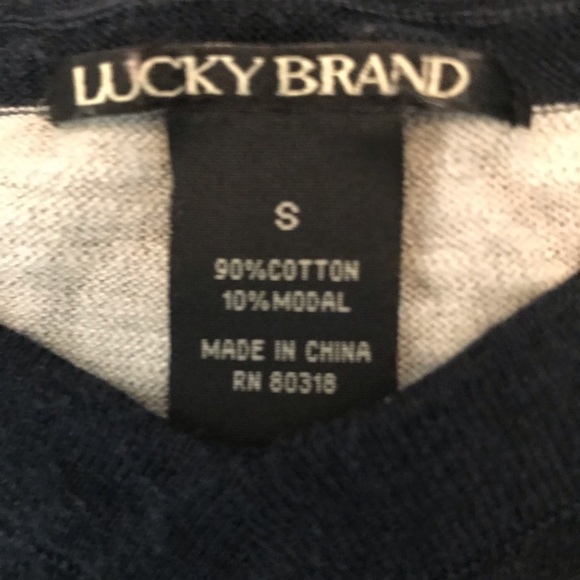 LUCKY BRAND
S
90%COTTON
10%MODAL
MADE IN CHINA
RN 80318